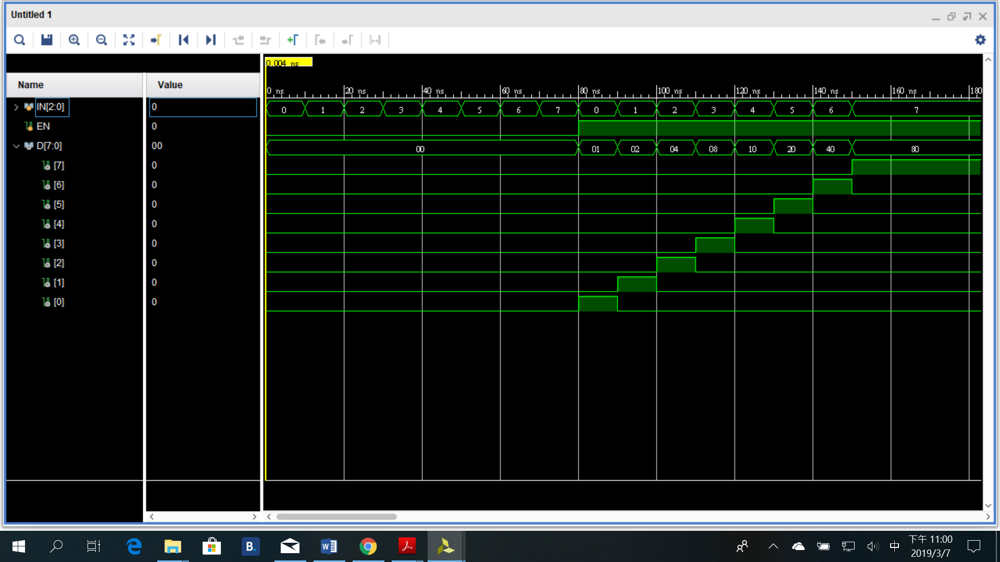 Untitled 1
0.004 ns
Name Value
0 ns 20 ns 40 ns 60 ns 80 ns 100 ns 120 ns 140 ns 160 ns 180
IN[2:0] 0 0 1 2 3 4 5 6 7 0 1 2 3 4 5 6 7
EN 0
D[7:0] 00 00 01 02 04 08 10 20 40 80
[7] 0
[6] 0
[5] 0
[4] 0
[3] 0
[2] 0
[1] 0
[0] 0
B.
W
中
下午 11:00
2019/3/7